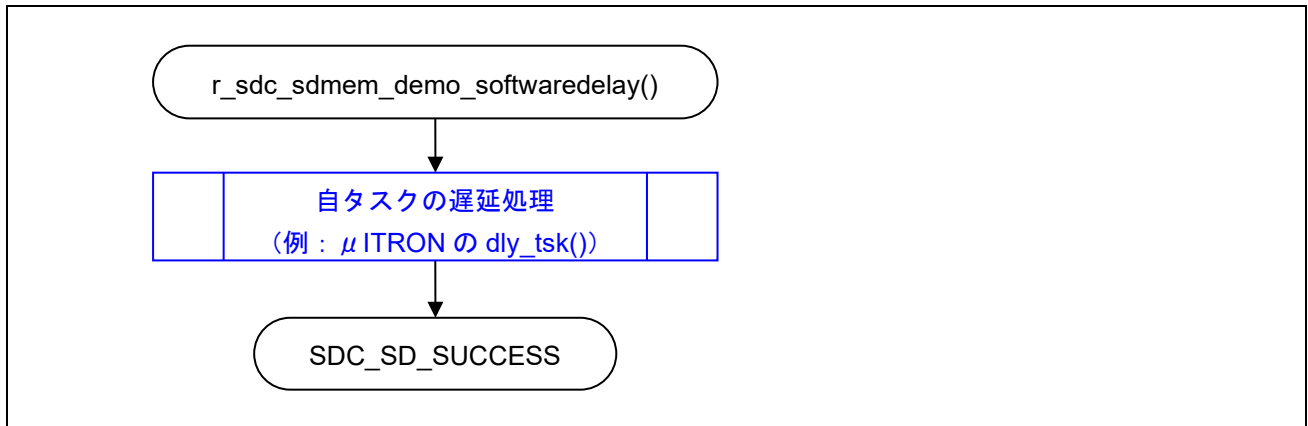 r_sdc_sdmem_demo_softwaredelay()
自タスクの遅延処理
（例：μITRON の dly_tsk()）
SDC_SD_SUCCESS